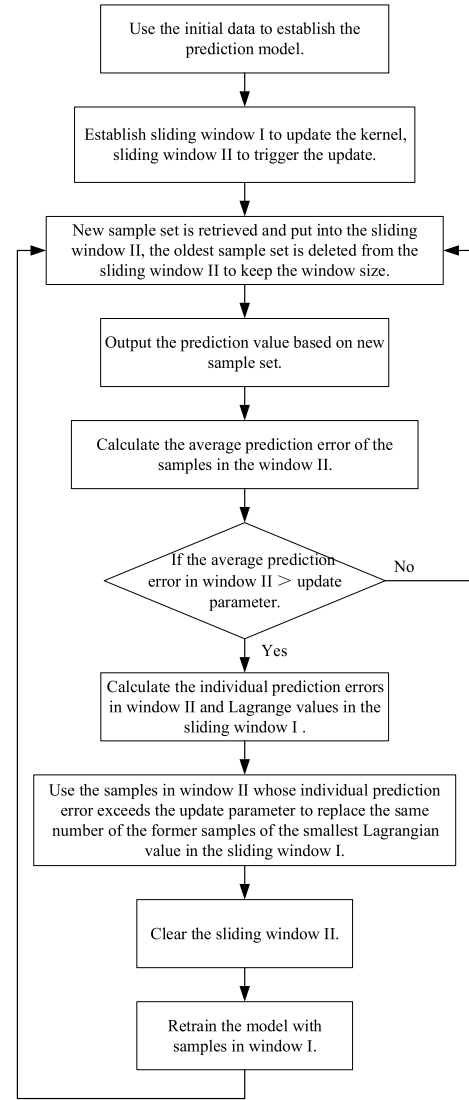 Use the initial data to establish the
prediction model.
Establish sliding window I to update the kernel,
sliding window II to trigger the update.
New sample set is retrieved and put into the sliding
window II, the oldest sample set is deleted from the
sliding window II to keep the window size.
Output the prediction value based on new
sample set.
Calculate the average prediction error of the
samples in the window II.
If the average prediction
error in window II > update
parameter.
No
Yes
Calculate the individual prediction errors
in window II and Lagrange values in the
sliding window I .
Use the samples in window II whose individual prediction
error exceeds the update parameter to replace the same
number of the former samples of the smallest Lagrangian
value in the sliding window I.
Clear the sliding window II.
Retrain the model with
samples in window I.